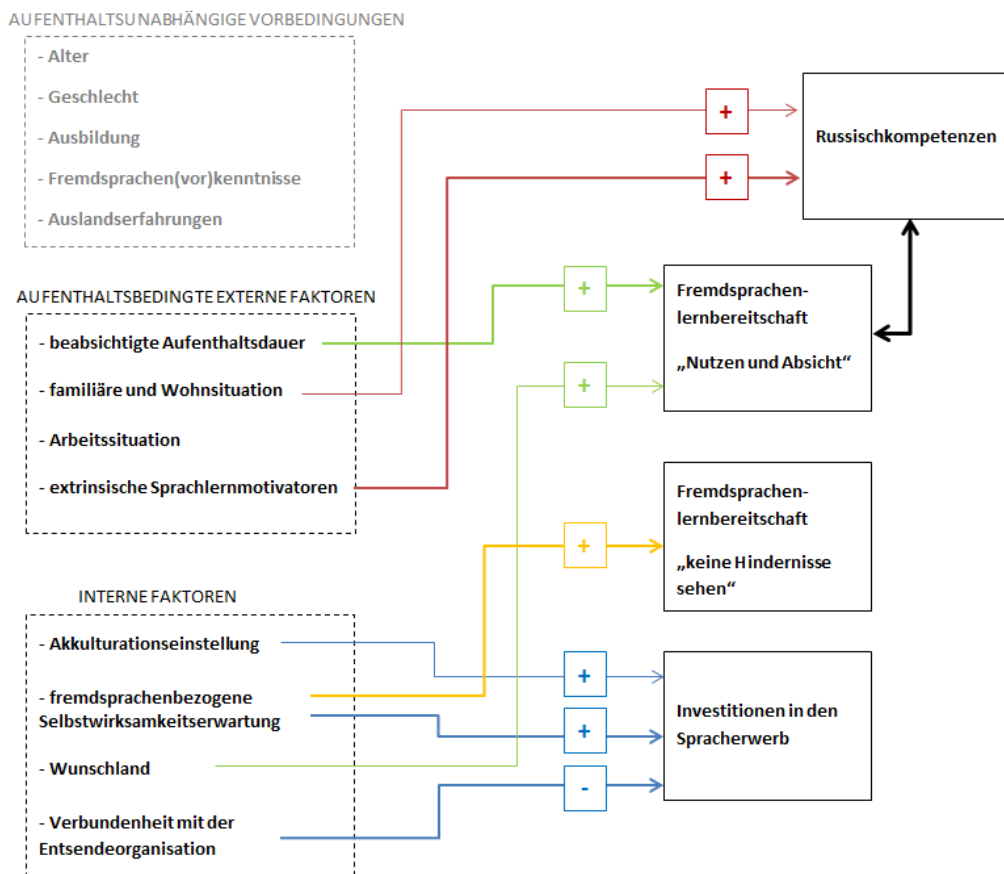 AUFENTHALTSUNABHÄNGIGE VORBEDINGUNGEN
- Alter
- Geschlecht
- Ausbildung
- Fremdsprachen(vor)kenntnisse
- Auslandserfahrungen
AUFENTHALTSBEDINGTE EXTERNE FAKTOREN
- beabsichtigte Aufenthaltsdauer
- familiäre und Wohnsituation
- Arbeitssituation
- extrinsische Sprachlernmotivatoren
INTERNE FAKTOREN
- Akkulturationseinstellung
- fremdsprachenbezogene
Selbstwirksamkeitserwartung
- Wunschland
- Verbundenheit mit der
Entsendeorganisation
+
+
+
+
+
+
+
-
Russischkompetenzen
Fremdsprachen-
lernbereitschaft
„Nutzen und Absicht“
Fremdsprachen-
lernbereitschaft
„keine Hindernisse
sehen“
Investitionen in den
Spracherwerb